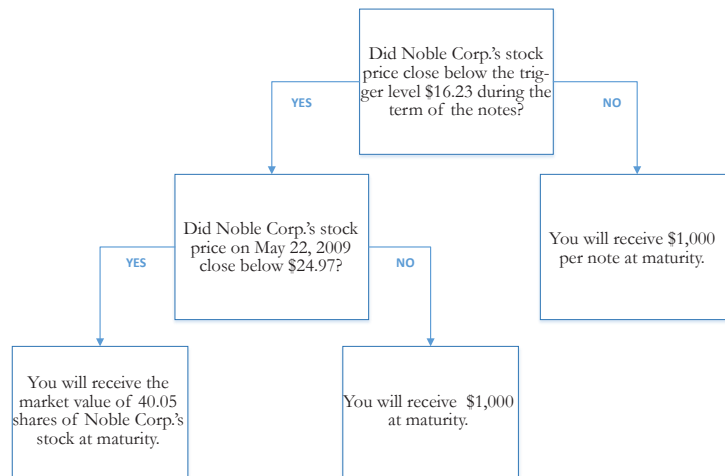 Did Noble Corp.'s stock
price close below the trig-
ger level $16.23 during the
term of the notes?
YES
NO
Did Noble Corp.'s stock
price on May 22, 2009
close below $24.97?
You will receive $1,000
per note at maturity.
YES
NO
You will receive the
market value of 40.05
shares of Noble Corp.'s
stock at maturity.
You will receive $1,000
at maturity.